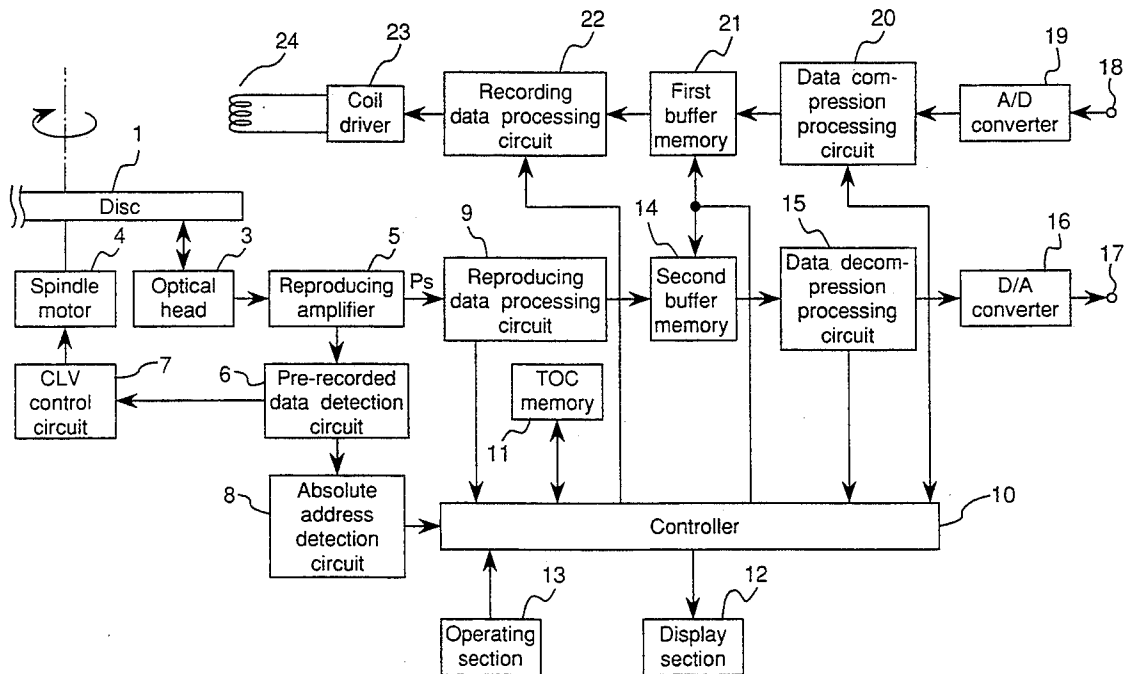 24
23
22
21
20
19
18
Coil
driver
Recording
data processing
circuit
First
buffer
memory
Data com-
pression
processing
circuit
A/D
converter
1
Disc
4
3
5
9
14
15
16
17
Spindle
motor
Optical
head
Reproducing
amplifier
Ps
Reproducing
data processing
circuit
Second
buffer
memory
Data decom-
pression
processing
circuit
D/A
converter
7
6
CLV
control
circuit
Pre-recorded
data detection
circuit
TOC
memory
11
8
Absolute
address
detection
circuit
Controller
10
13
12
Operating
section
Display
section